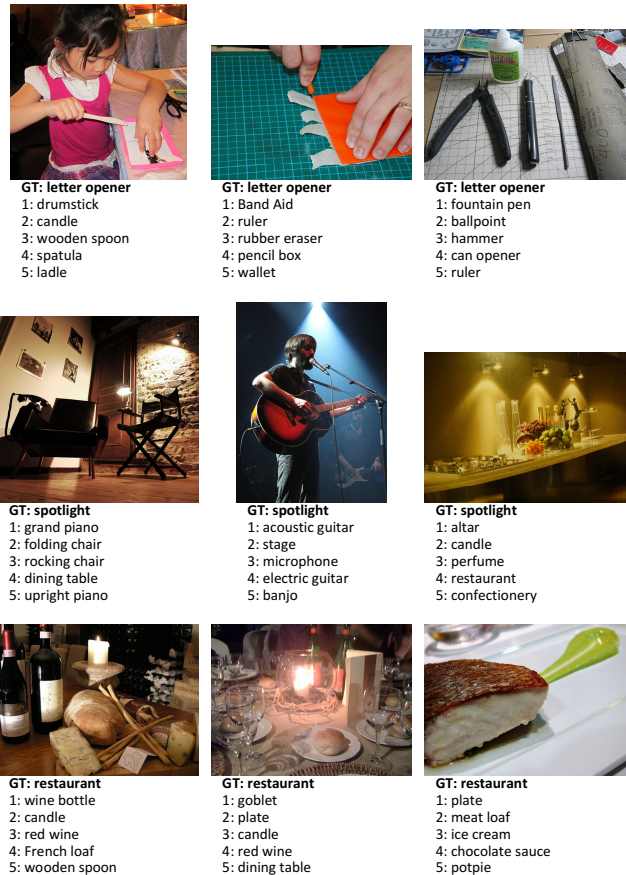 GT: letter opener
1: drumstick
2: candle
3: wooden spoon
4: spatula
5: ladle
GT: letter opener
1: Band Aid
2: ruler
3: rubber eraser
4: pencil box
5: wallet
400
GT: letter opener
1: fountain pen
2: ballpoint
3: hammer
4: can opener
5: ruler
GT: spotlight
1: grand piano
2: folding chair
3: rocking chair
4: dining table
5: upright piano
GT: spotlight
1: acoustic guitar
2: stage
3: microphone
4: electric guitar
5: banjo
GT: spotlight
1: altar
2: candle
3: perfume
4: restaurant
5: confectionery
GT: restaurant
1: wine bottle
2: candle
3: red wine
4: French loaf
5: wooden spoon
GT: restaurant
1: goblet
2: plate
3: candle
4: red wine
5: dining table
GT: restaurant
1: plate
2: meat loaf
3: ice cream
4: chocolate sauce
5: potpie